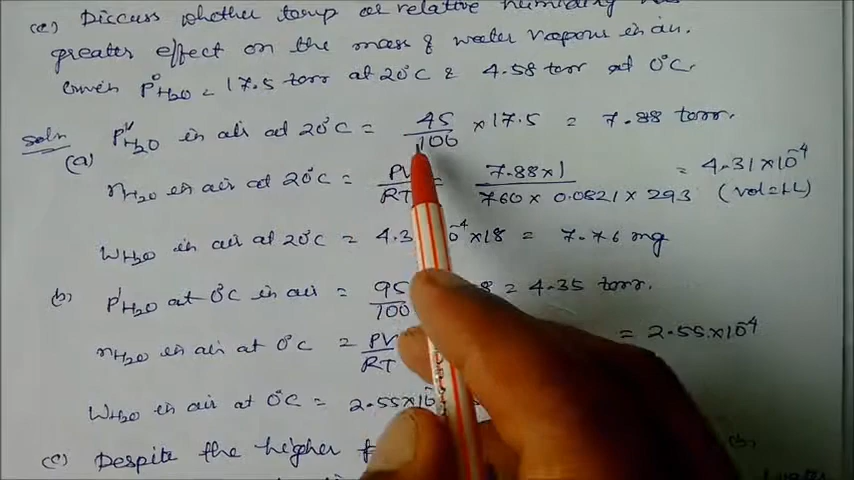 (c) Discuss whether temp or relative humidity has
greater effect on the mass of water vapour in air.
Given P°H₂O = 17.5 torr at 20°C & 4.58 torr at 0°C.
Soln P'H₂O in air at 20°C = 45/100 × 17.5 = 7.88 torr.
(a) nH₂O in air at 20°C = PV/RT = 7.88×1/760×0.0821×293 = 4.31×10⁻⁴ (vol=1L)
WH₂O in air at 20°C = 4.3 0⁻⁴×18 = 7.76 mg
(b) P'H₂O at 0°C in air = 95/100 8 = 4.35 torr.
nH₂O in air at 0°C = PV/RT = 2.55×10⁻⁴
WH₂O in air at 0°C = 2.55×10
(c) Despite the higher